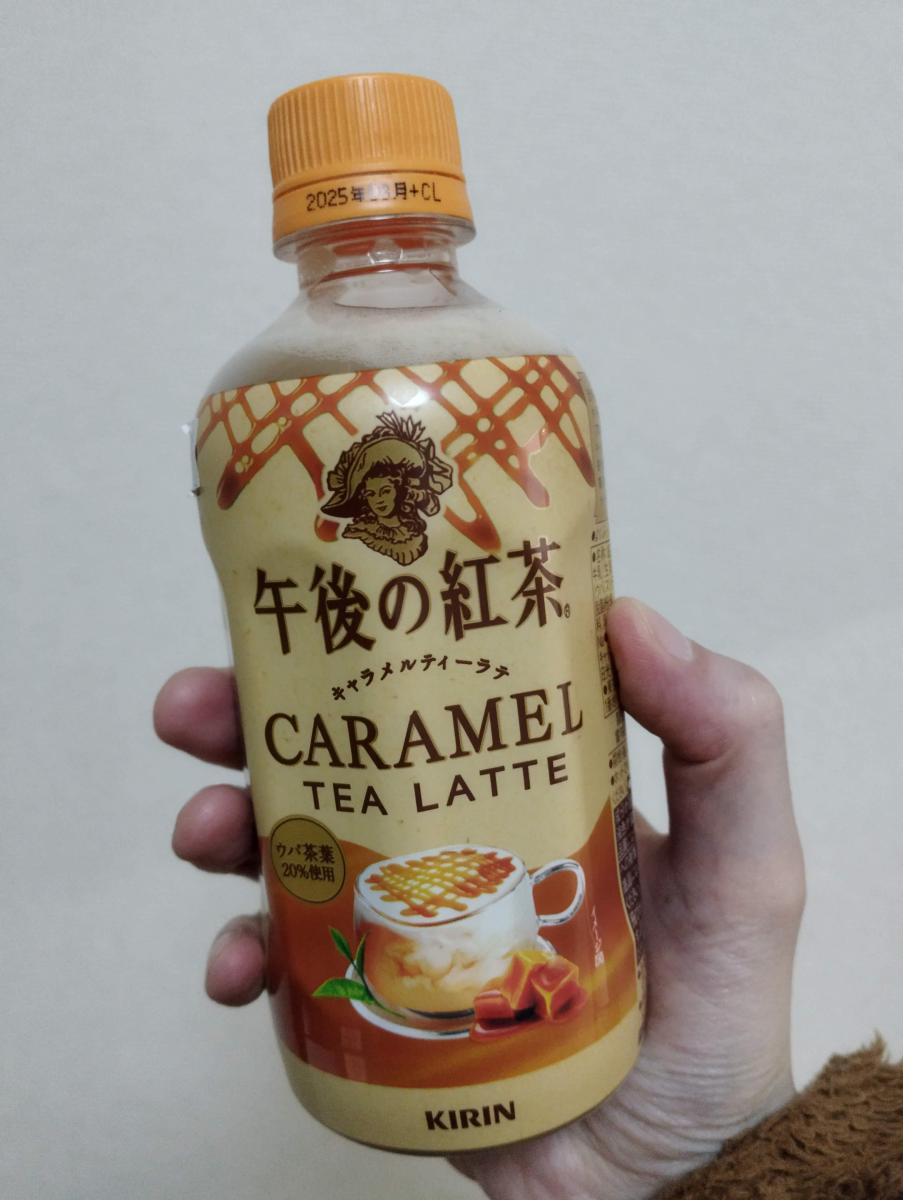 2025年 月+CL
午後の紅茶®
キャラメルティーラテ
CARAMEL
TEA LATTE
ウバ茶葉
20%使用
KIRIN